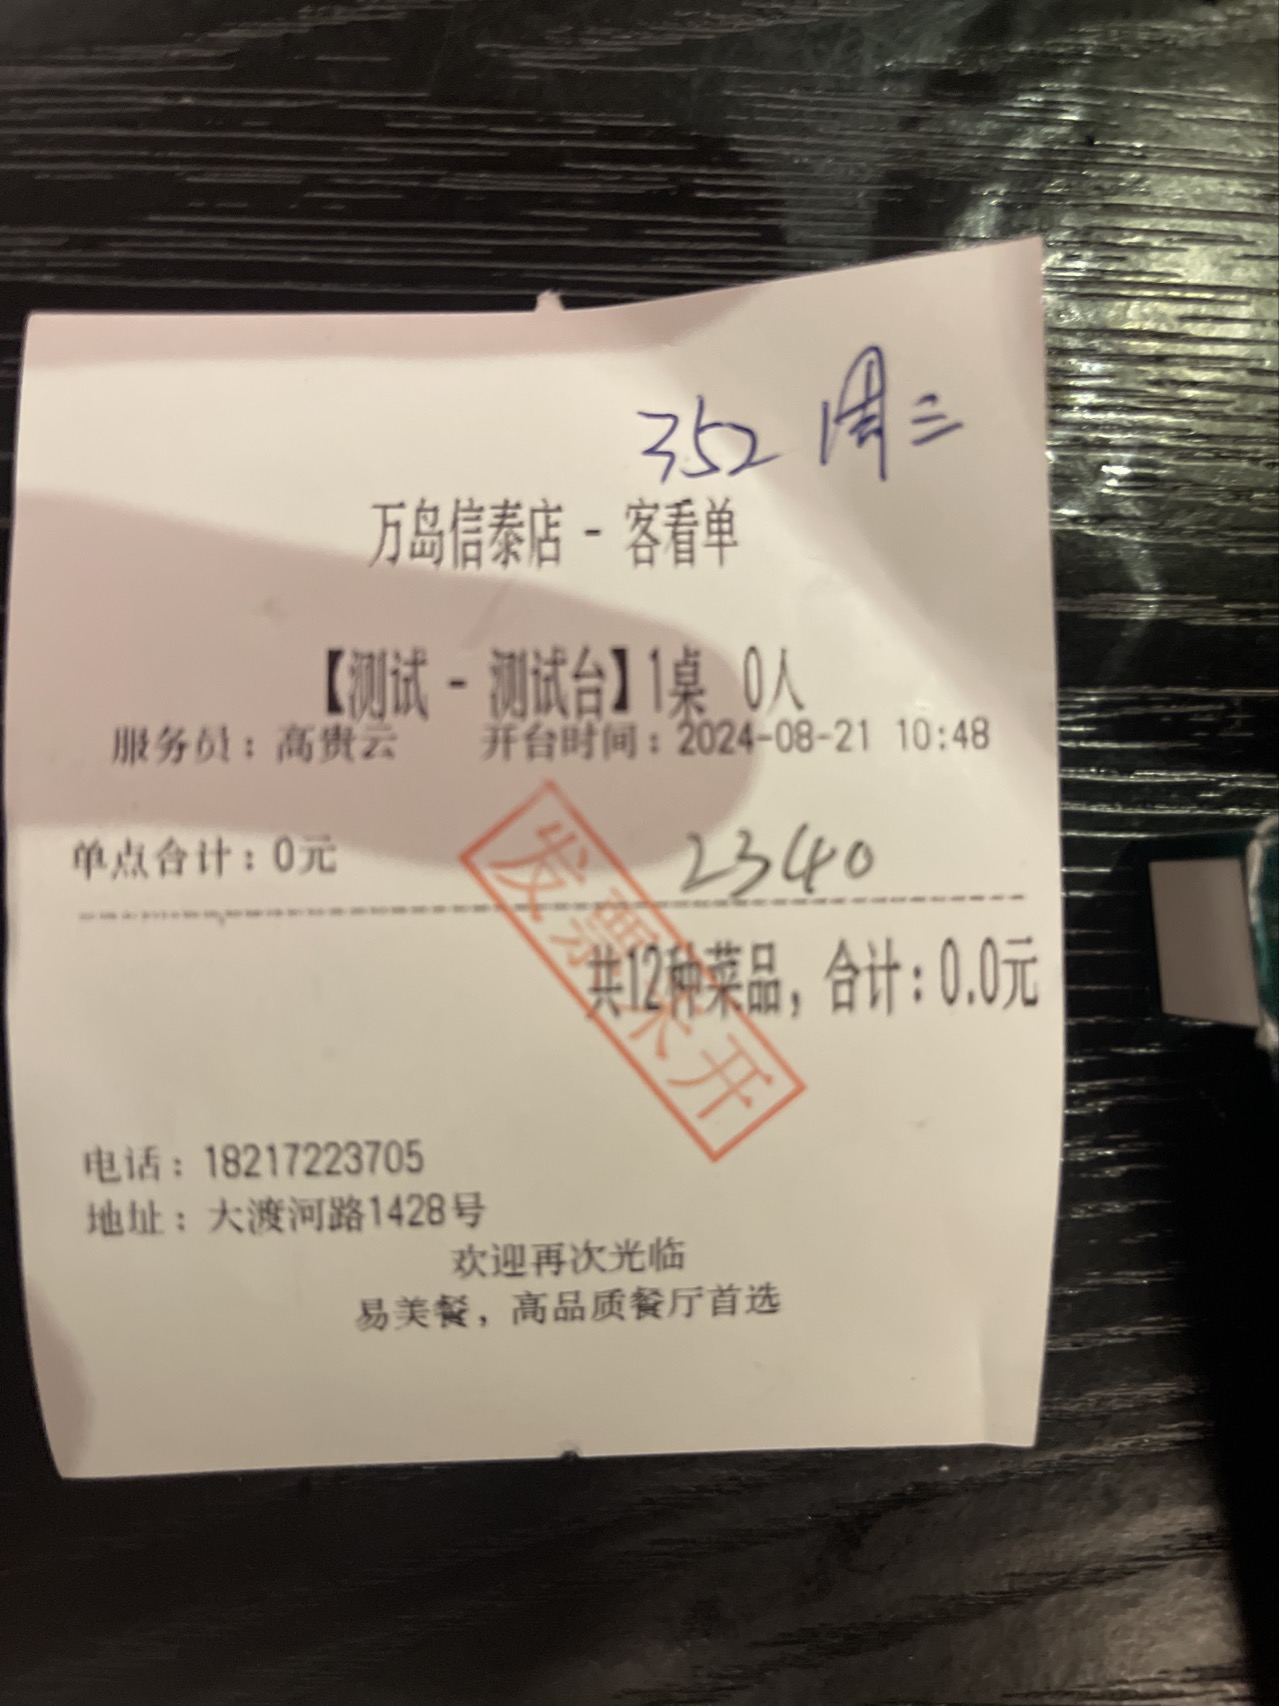 352 周三
万岛信泰店 - 客看单
【测试 - 测试台】1桌 0人
服务员：高贵云 开台时间：2024-08-21 10:48
单点合计：0元
2340
发票未开
共12种菜品，合计：0.0元
电话：18217223705
地址：大渡河路1428号
欢迎再次光临
易美餐，高品质餐厅首选